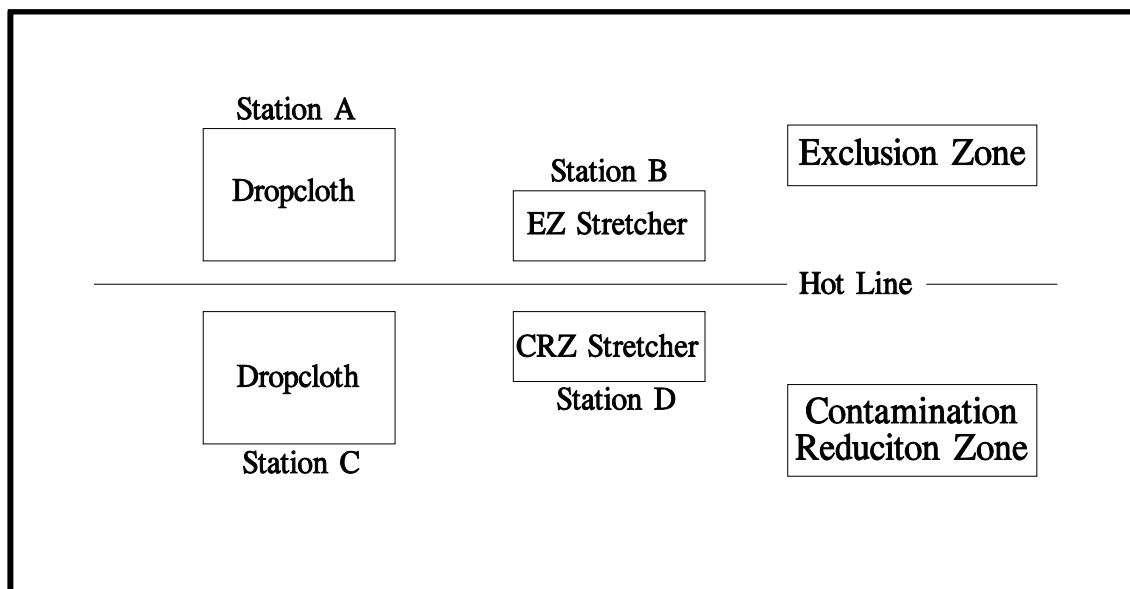 Station A
Dropcloth
Station B
EZ Stretcher
Exclusion Zone
Hot Line
Dropcloth
Station C
CRZ Stretcher
Station D
Contamination
Reduciton Zone